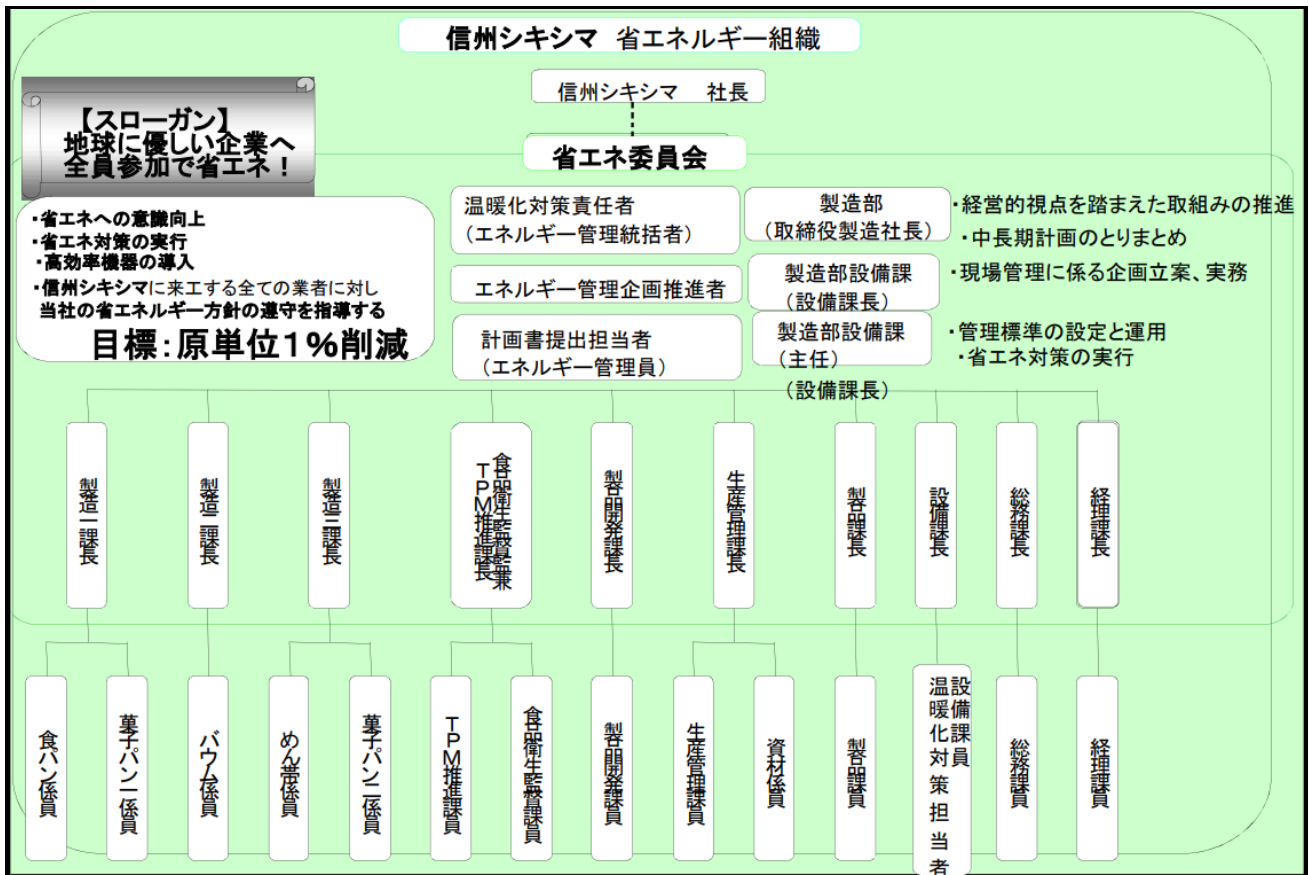 信州シキシマ 省エネルギー組織
信州シキシマ 社長
省エネ委員会
【スローガン】
地球に優しい企業へ
全員参加で省エネ！
・省エネへの意識向上
・省エネ対策の実行
・高効率機器の導入
・信州シキシマに来工する全ての業者に対し
当社の省エネルギー方針の遵守を指導する
目標：原単位１％削減
温暖化対策責任者
（エネルギー管理統括者）
製造部
（取締役製造社長）
・経営的視点を踏まえた取組みの推進
・中長期計画のとりまとめ
エネルギー管理企画推進者
製造部設備課
（設備課長）
・現場管理に係る企画立案、実務
計画書提出担当者
（エネルギー管理員）
製造部設備課
（主任）
（設備課長）
・管理標準の設定と運用
・省エネ対策の実行
製造一課長
製造二課長
製造三課長
食品衛生監督監兼
ＴＰＭ推進課長
製品開発課長
生産管理課長
製品課長
設備課長
総務課長
経理課長
食パン係員
菓子パン一係員
バウム係員
めん帯係員
菓子パン二係員
ＴＰＭ推進課員
食品衛生監督課員
製品開発課員
生産管理課員
資材係員
製品課員
設備課員
温暖化対策担当者
総務課員
経理課員